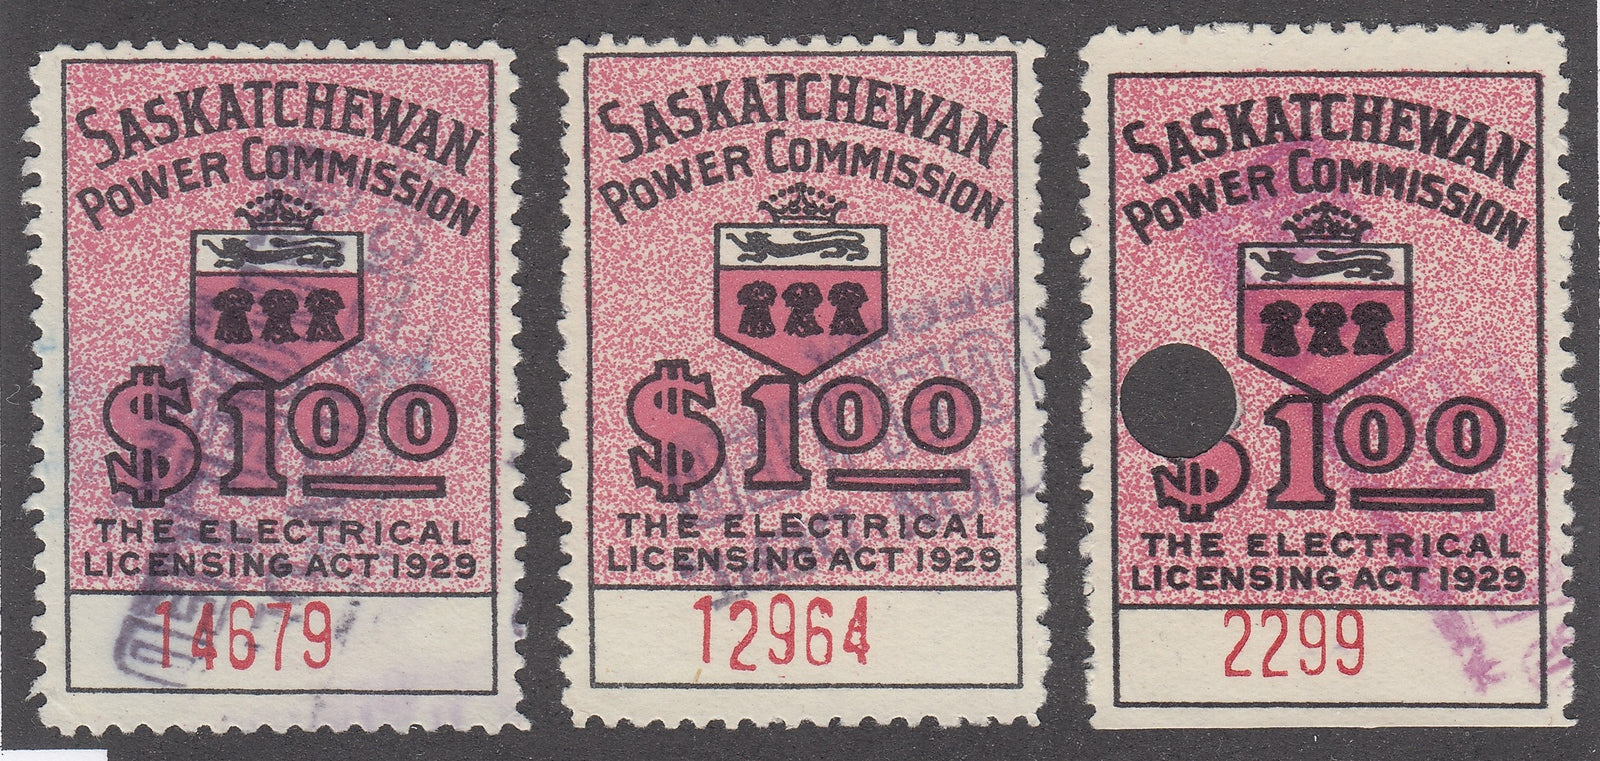 SASKATCHEWAN
POWER COMMISSION
$1.00
THE ELECTRICAL
LICENSING ACT 1929
14679
SASKATCHEWAN
POWER COMMISSION
$1.00
THE ELECTRICAL
LICENSING ACT 1929
12964
SASKATCHEWAN
POWER COMMISSION
$1.00
THE ELECTRICAL
LICENSING ACT 1929
2299